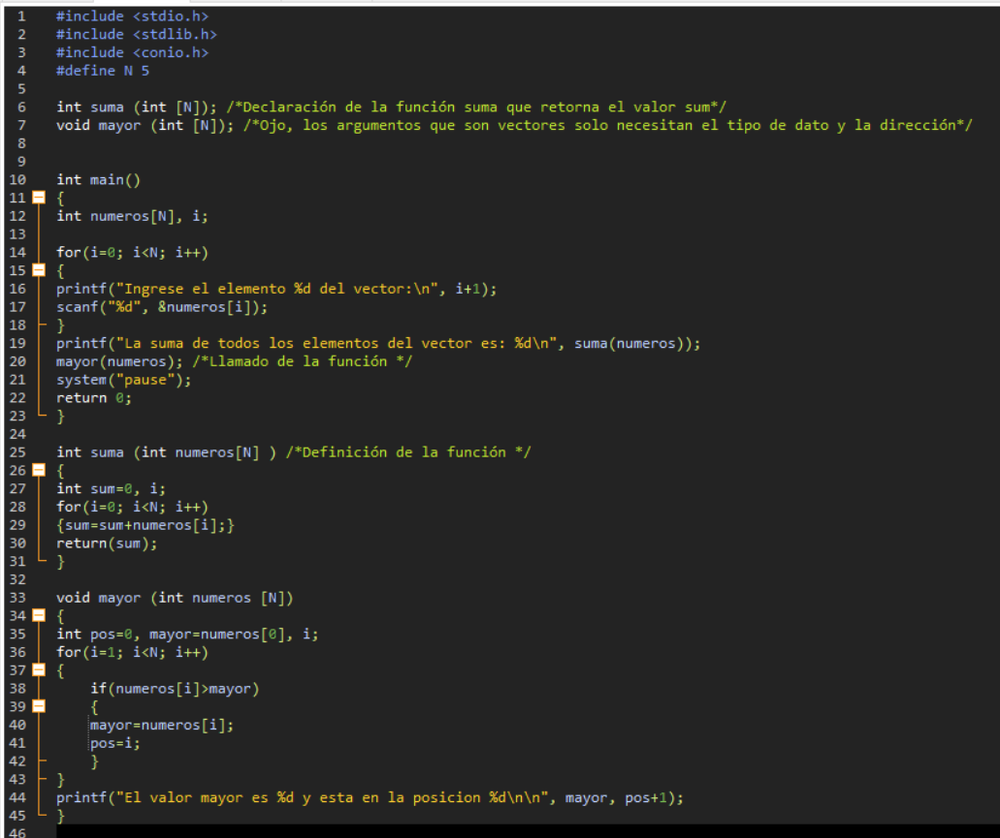 1 #include <stdio.h>
2 #include <stdlib.h>
3 #include <conio.h>
4 #define N 5
5
6 int suma (int [N]); /*Declaración de la función suma que retorna el valor sum*/
7 void mayor (int [N]); /*Ojo, los argumentos que son vectores solo necesitan el tipo de dato y la dirección*/
8
9
10 int main()
11 {
12 int numeros[N], i;
13
14 for(i=0; i<N; i++)
15 {
16 printf("Ingrese el elemento %d del vector:\n", i+1);
17 scanf("%d", &numeros[i]);
18 }
19 printf("La suma de todos los elementos del vector es: %d\n", suma(numeros));
20 mayor(numeros); /*Llamado de la función */
21 system("pause");
22 return 0;
23 }
24
25 int suma (int numeros[N] ) /*Definición de la función */
26 {
27 int sum=0, i;
28 for(i=0; i<N; i++)
29 {sum=sum+numeros[i];}
30 return(sum);
31 }
32
33 void mayor (int numeros [N])
34 {
35 int pos=0, mayor=numeros[0], i;
36 for(i=1; i<N; i++)
37 {
38     if(numeros[i]>mayor)
39     {
40     mayor=numeros[i];
41     pos=i;
42     }
43 }
44 printf("El valor mayor es %d y esta en la posicion %d\n\n", mayor, pos+1);
45 }
46